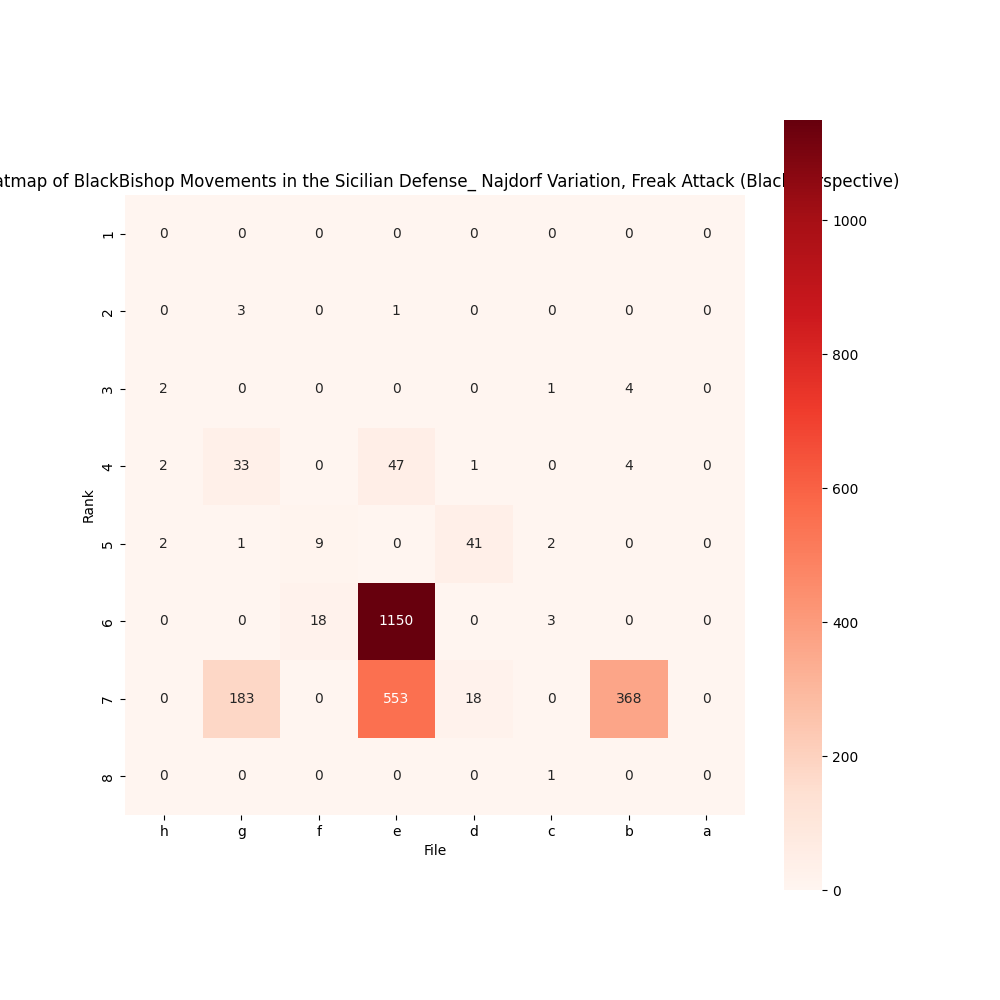 atmap of BlackBishop Movements in the Sicilian Defense_ Najdorf Variation, Freak Attack (Black Perspective)
1 0 0 0 0 0 0 0 0
2 0 3 0 1 0 0 0 0
3 2 0 0 0 0 1 4 0
4 2 33 0 47 1 0 4 0
Rank
5 2 1 9 0 41 2 0 0
6 0 0 18 1150 0 3 0 0
7 0 183 0 553 18 0 368 0
8 0 0 0 0 0 1 0 0
h g f e d c b a
File
1000
800
600
400
200
0